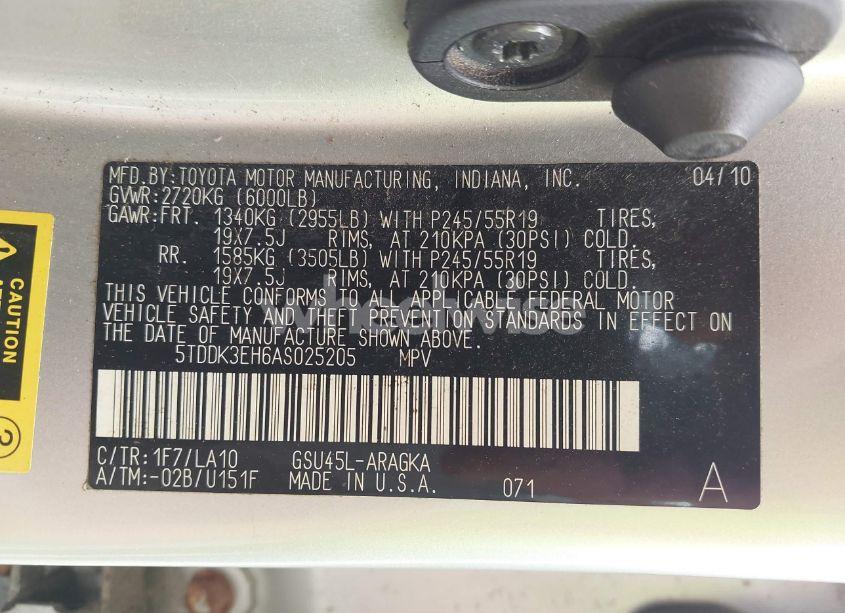 MFD.BY:TOYOTA MOTOR MANUFACTURING, INDIANA, INC. 04/10
GVWR:2720KG (6000LB)
GAWR:FRT. 1340KG (2955LB) WITH P245/55R19 TIRES,
19X7.5J RIMS, AT 210KPA (30PSI) COLD.
RR. 1585KG (3505LB) WITH P245/55R19 TIRES,
19X7.5J RIMS, AT 210KPA (30PSI) COLD.
THIS VEHICLE CONFORMS TO ALL APPLICABLE FEDERAL MOTOR
VEHICLE SAFETY AND THEFT PREVENTION STANDARDS IN EFFECT ON
THE DATE OF MANUFACTURE SHOWN ABOVE.
5TDDK3EH6AS025205 MPV
C/TR:1F7/LA10 GSU45L-ARAGKA
A/TM:-02B/U151F MADE IN U.S.A. 071 A
CAUTION
2